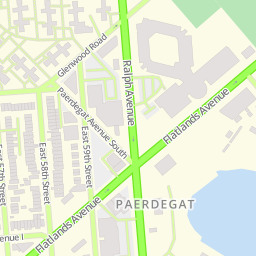 Glenwood Road
Ralph Avenue
Flatlands Avenue
Paerdegat Avenue South
East 59th Street
East 58th Street
East 57th Street
Flatlands Avenue
PAERDEGAT